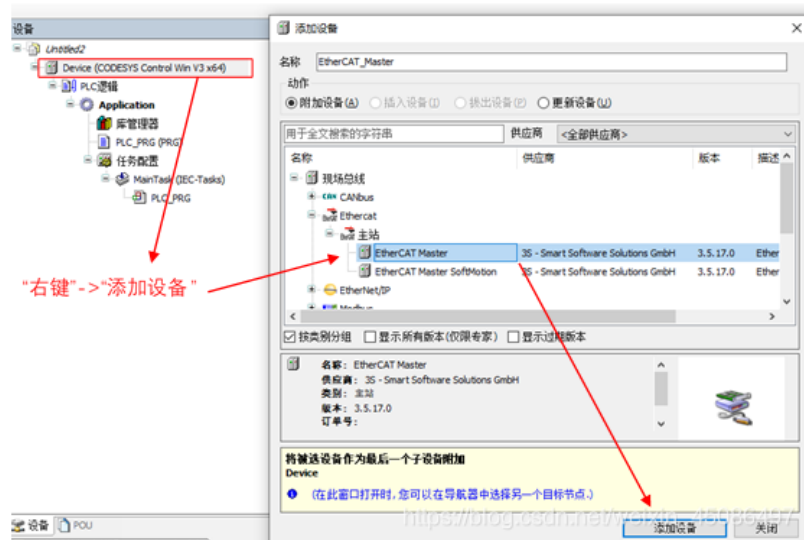 设备
Untitled2
Device (CODESYS Control Win V3 x64)
PLC逻辑
Application
库管理器
PLC_PRG (PRG)
任务配置
MainTask (IEC-Tasks)
PLC_PRG
“右键”->“添加设备”
设备 POU
添加设备
名称 EtherCAT_Master
动作
附加设备(A) 插入设备(I) 拔出设备(P) 更新设备(U)
用于全文搜索的字符串 供应商 <全部供应商>
名称 供应商 版本 描述
现场总线
CAN CANbus
Ethercat
主站
EtherCAT Master 3S - Smart Software Solutions GmbH 3.5.17.0 Ether
EtherCAT Master SoftMotion 3S - Smart Software Solutions GmbH 3.5.17.0 Ether
EtherNet/IP
Modbus
按类别分组 显示所有版本(仅限专家) 显示过期版本
名称: EtherCAT Master
供应商: 3S - Smart Software Solutions GmbH
类别: 主站
版本: 3.5.17.0
订单号:
将被选设备作为最后一个子设备附加
Device
(在此窗口打开时,您可以在导航器中选择另一个目标节点.)
https://blog.csdn.net/weixin_45086497
添加设备 关闭